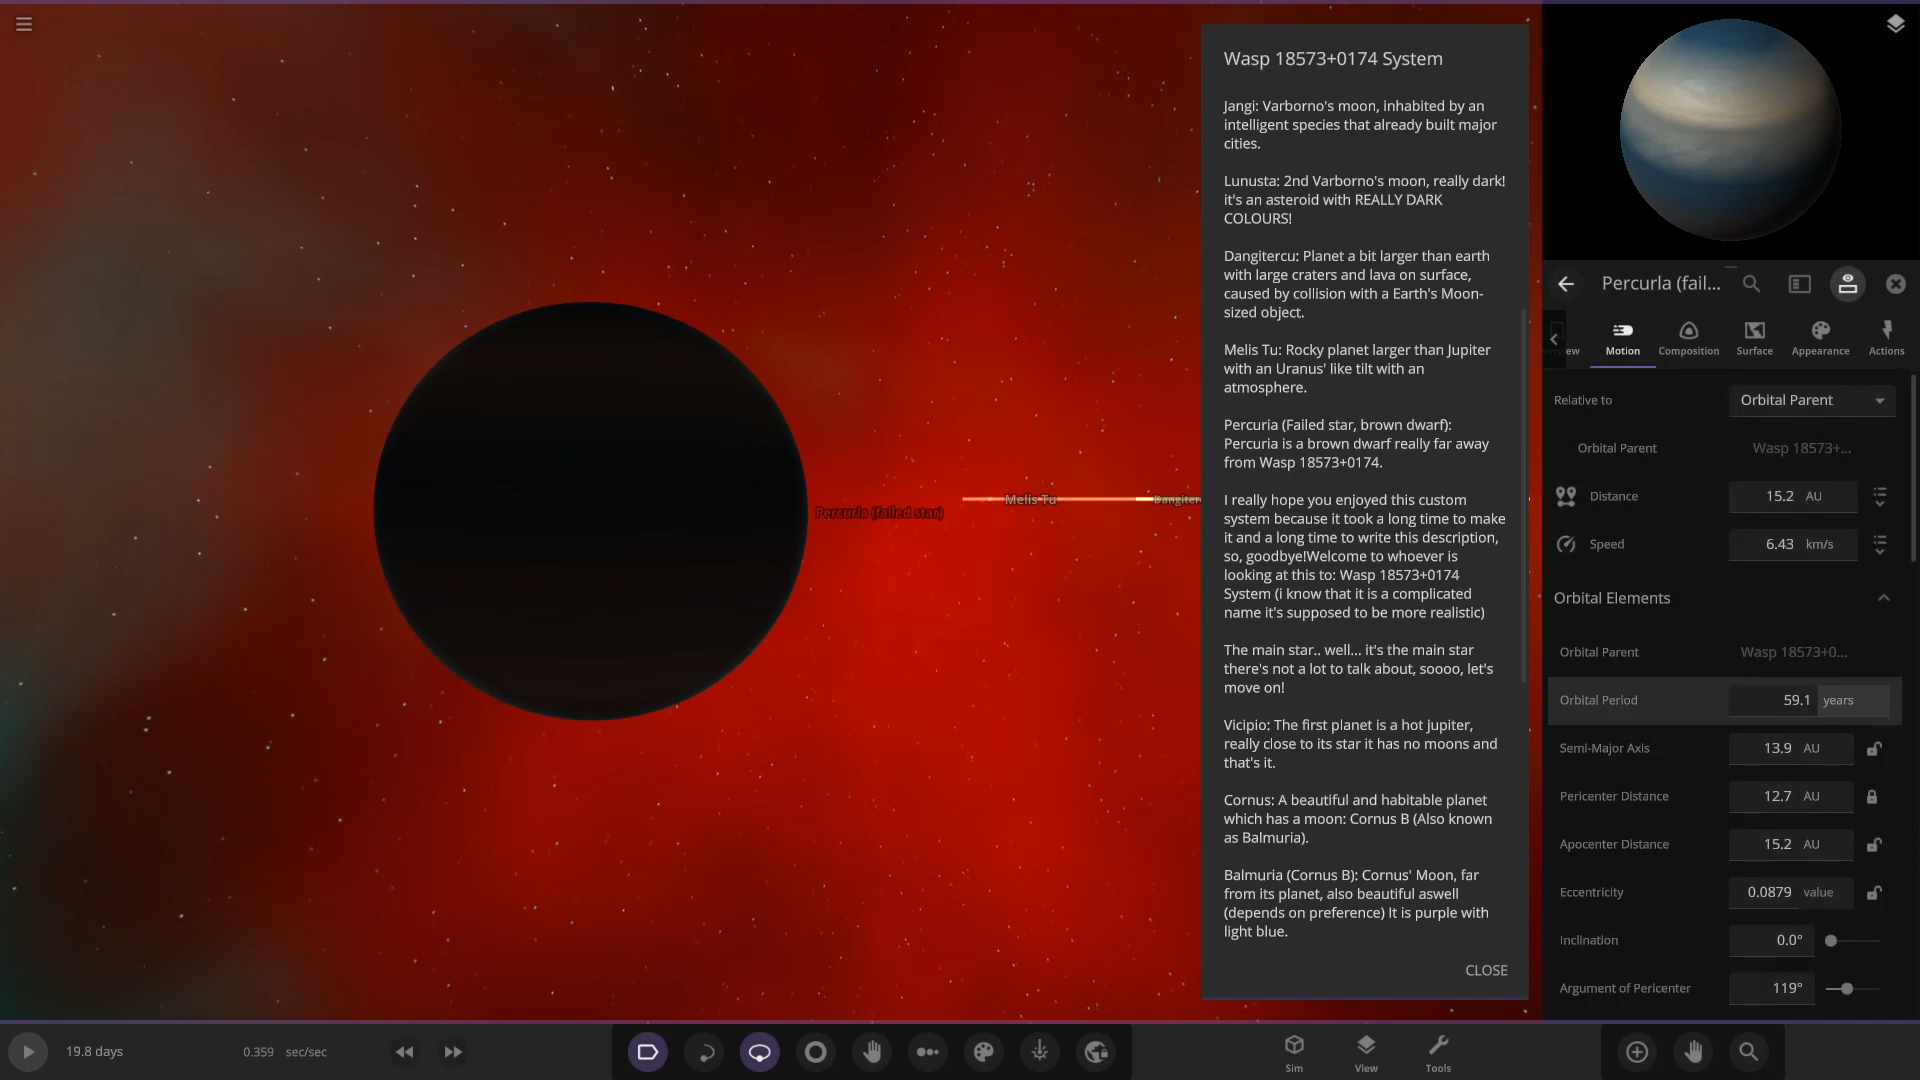 Wasp 18573+0174 System
Jangi: Varborno's moon, inhabited by an
intelligent species that already built major
cities.
Lunusta: 2nd Varborno's moon, really dark!
it's an asteroid with REALLY DARK
COLOURS!
Dangitercu: Planet a bit larger than earth
with large craters and lava on surface,
caused by collision with a Earth's Moon-
sized object.
Melis Tu: Rocky planet larger than Jupiter
with an Uranus' like tilt with an
atmosphere.
Percuria (Failed star, brown dwarf):
Percuria is a brown dwarf really far away
from Wasp 18573+0174.
I really hope you enjoyed this custom
system because it took a long time to make
it and a long time to write this description,
so, goodbye!Welcome to whoever is
looking at this to: Wasp 18573+0174
System (i know that it is a complicated
name it's supposed to be more realistic)
The main star.. well... it's the main star
there's not a lot to talk about, soooo, let's
move on!
Vicipio: The first planet is a hot jupiter,
really close to its star it has no moons and
that's it.
Cornus: A beautiful and habitable planet
which has a moon: Cornus B (Also known
as Balmuria).
Balmuria (Cornus B): Cornus' Moon, far
from its planet, also beautiful aswell
(depends on preference) It is purple with
light blue.
CLOSE
Percurla (failed star)
Melis Tu
Dangiter
Percurla (fail...
Motion
Composition
Surface
Appearance
Actions
Relative to
Orbital Parent
Orbital Parent
Wasp 18573+...
Distance
15.2 AU
Speed
6.43 km/s
Orbital Elements
Orbital Parent
Wasp 18573+0...
Orbital Period
59.1 years
Semi-Major Axis
13.9 AU
Pericenter Distance
12.7 AU
Apocenter Distance
15.2 AU
Eccentricity
0.0879 value
Inclination
0.0°
Argument of Pericenter
119°
19.8 days
0.359 sec/sec
Sim
View
Tools